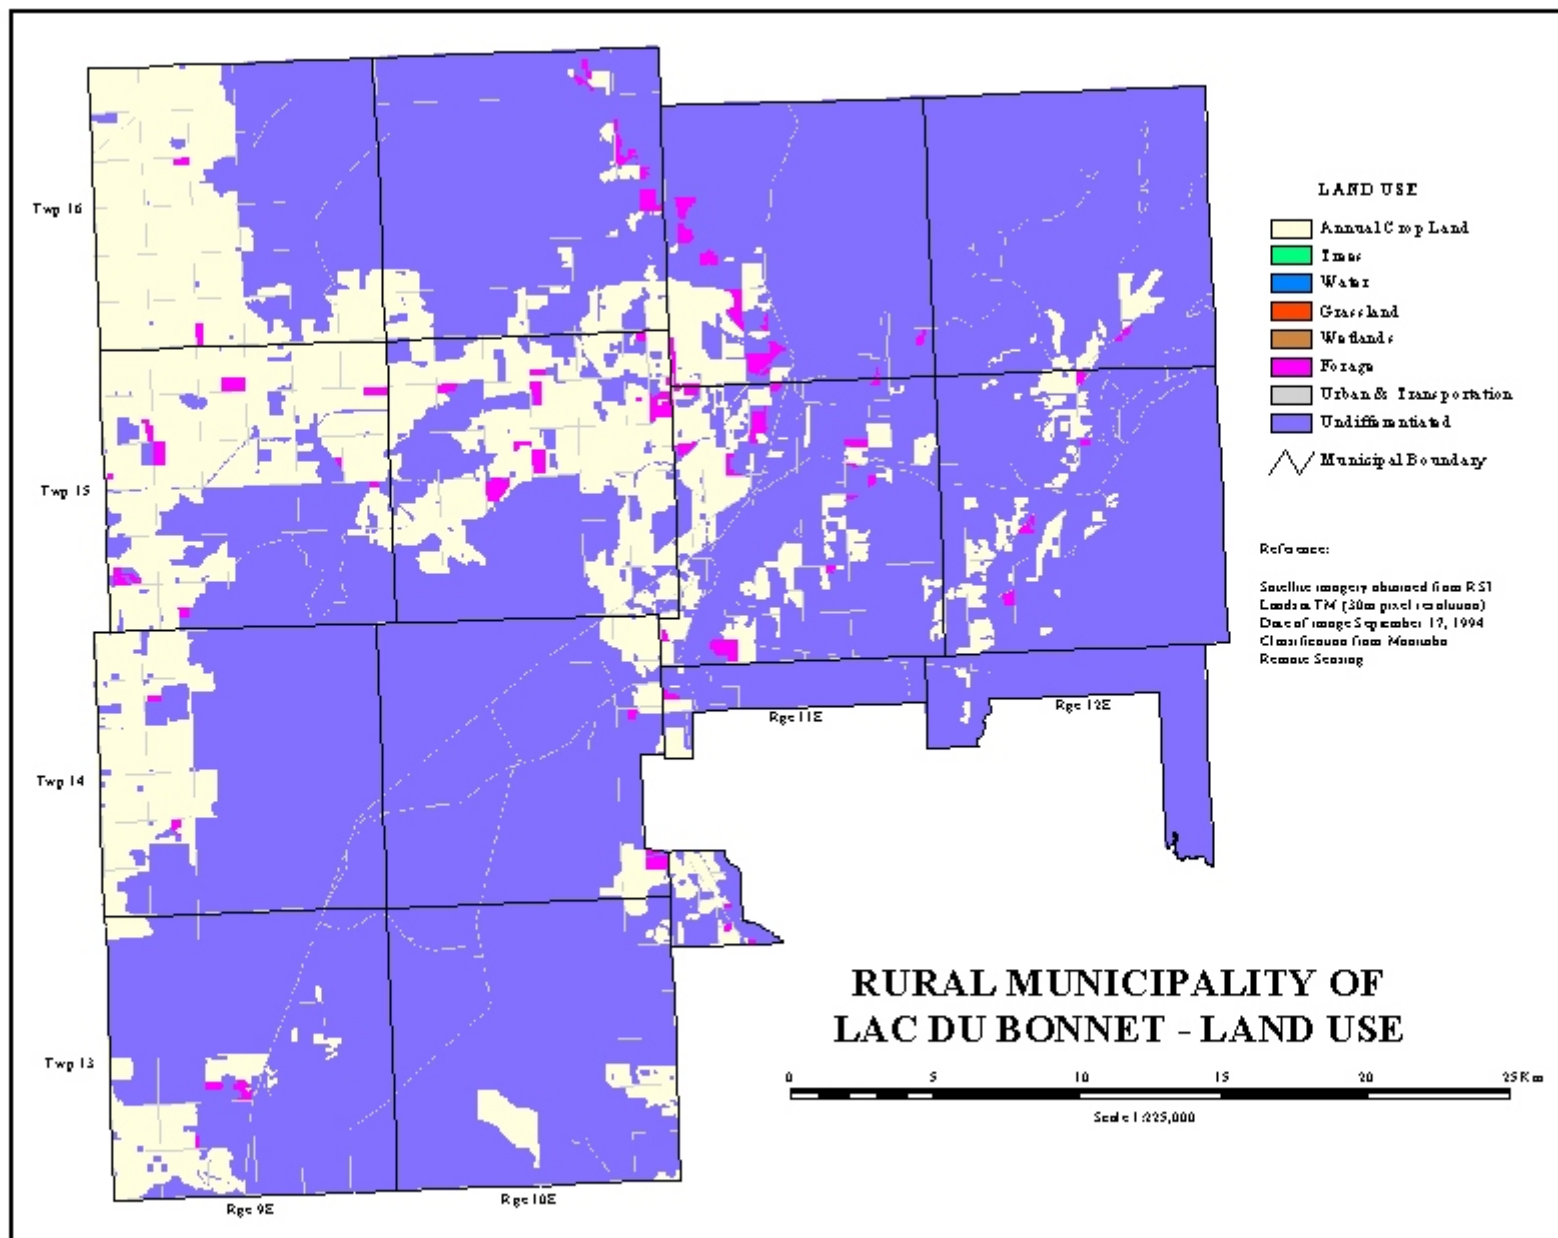 LAND USE
Annual Crop Land
Trees
Water
Grassland
Wetlands
Forage
Urban & Transportation
Undifferentiated
Municipal Boundary
Twp 16
Twp 15
Twp 14
Twp 13
Reference:
Satellite imagery obtained from RSI
Landsat TM (30m pixel resolution)
Date of image September 17, 1994
Classification from Manitoba
Remote Sensing
Rge 11E
Rge 12E
RURAL MUNICIPALITY OF
LAC DU BONNET - LAND USE
0 5 10 15 20 25 Km
Scale 1:225,000
Rge 9E
Rge 10E